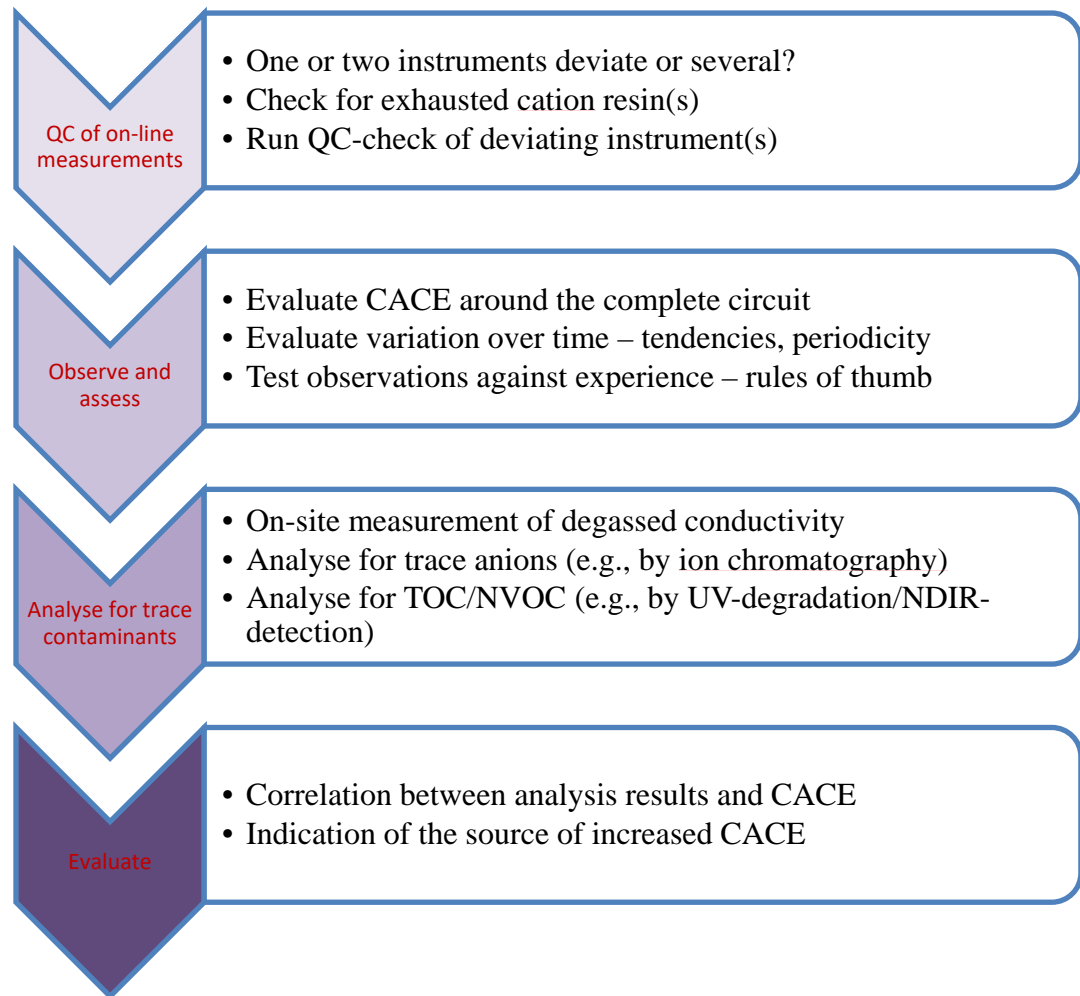 QC of on-line
measurements
• One or two instruments deviate or several?
• Check for exhausted cation resin(s)
• Run QC-check of deviating instrument(s)
Observe and
assess
• Evaluate CACE around the complete circuit
• Evaluate variation over time – tendencies, periodicity
• Test observations against experience – rules of thumb
Analyse for trace
contaminants
• On-site measurement of degassed conductivity
• Analyse for trace anions (e.g., by ion chromatography)
• Analyse for TOC/NVOC (e.g., by UV-degradation/NDIR-
detection)
Evaluate
• Correlation between analysis results and CACE
• Indication of the source of increased CACE